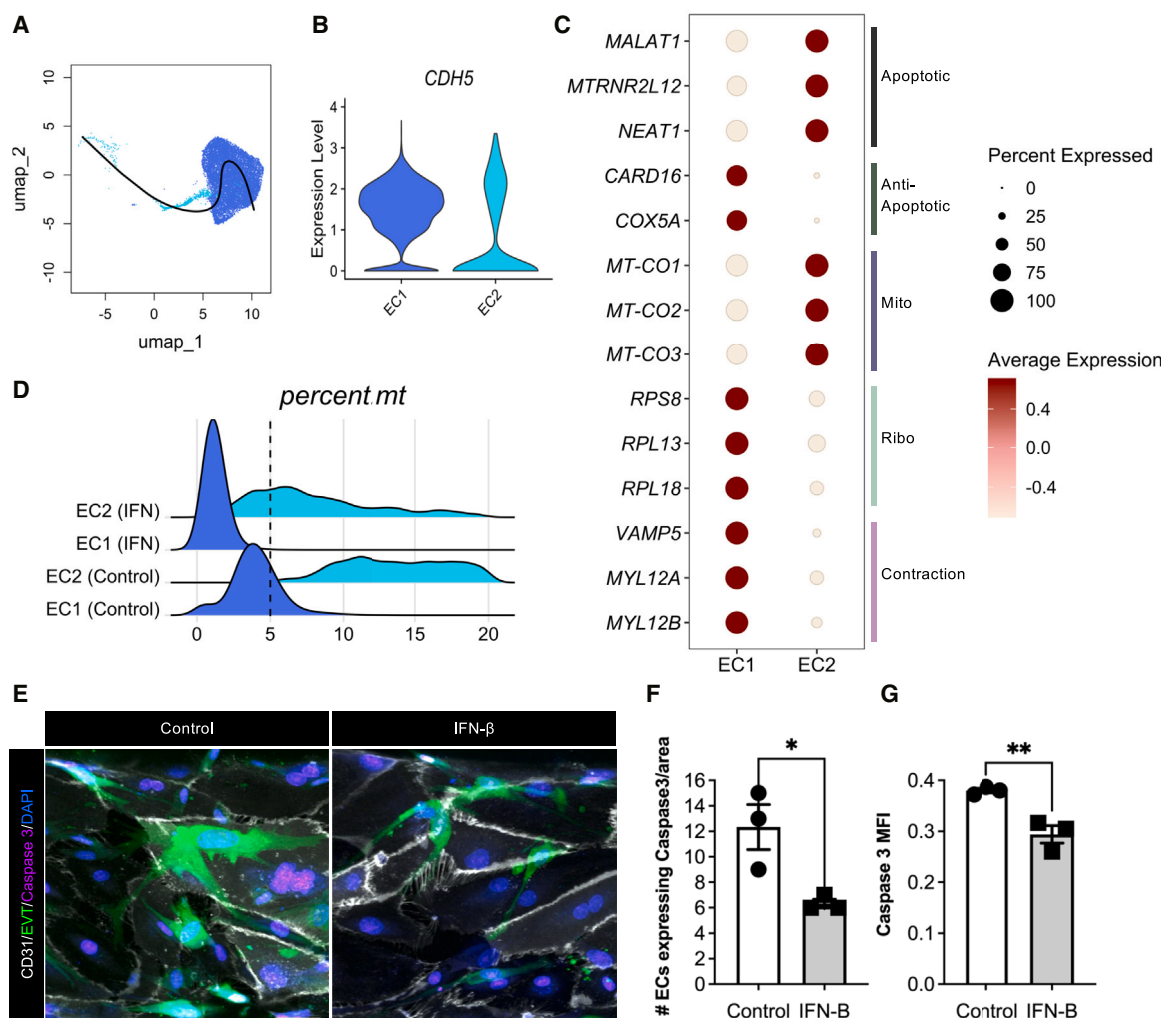 A
10
5
0
-5
-10
umap_2
-5
0
5
10
umap_1
B
CDH5
4
3
2
1
0
Expression Level
EC1
EC2
C
MALAT1
MTRNR2L12
NEAT1
CARD16
COX5A
MT-CO1
MT-CO2
MT-CO3
RPS8
RPL13
RPL18
VAMP5
MYL12A
MYL12B
EC1
EC2
Apoptotic
Anti-
Apoptotic
Mito
Ribo
Contraction
Percent Expressed
0
25
50
75
100
Average Expression
0.4
0.0
-0.4
D
percent.mt
EC2 (IFN)
EC1 (IFN)
EC2 (Control)
EC1 (Control)
0
5
10
15
20
E
Control
IFN-β
CD31/EVT/Caspase 3/DAPI
F
*
# ECs expressing Caspase3/area
16
14
12
10
8
6
4
2
0
Control
IFN-B
G
**
Caspase 3 MFI
0.4
0.3
0.2
0.1
0.0
Control
IFN-B